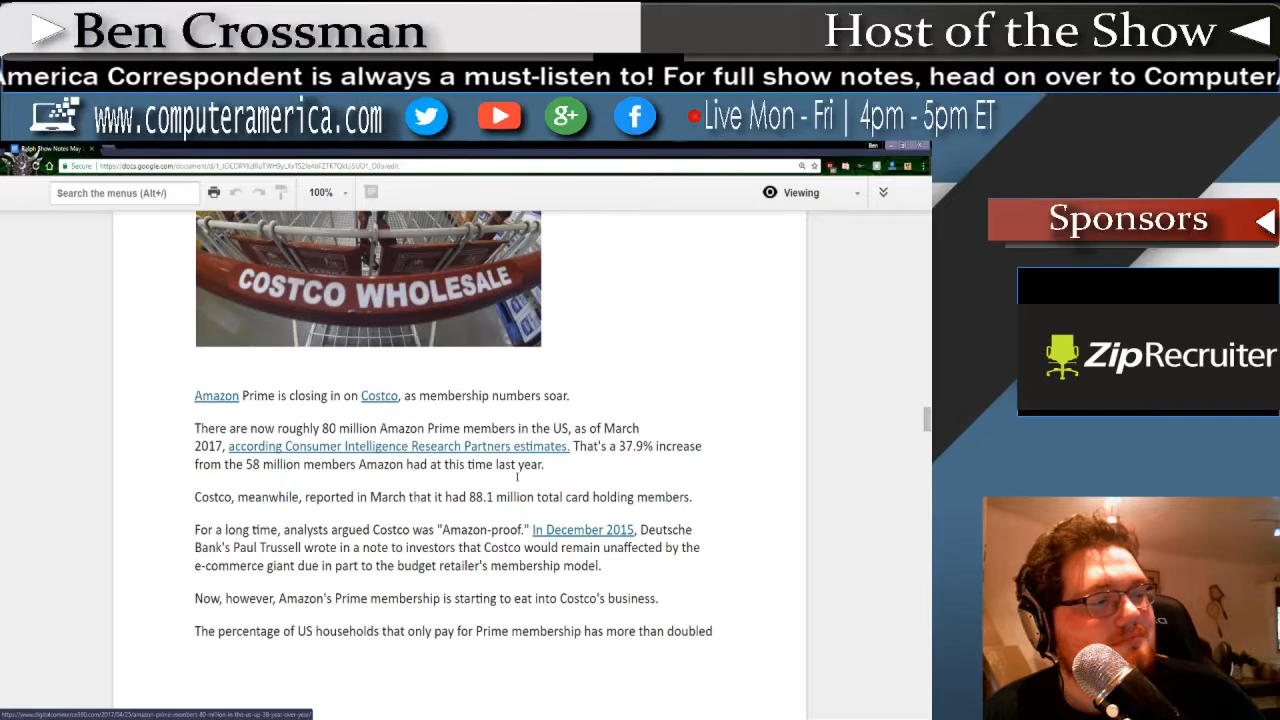 Ben Crossman
Host of the Show
America Correspondent is always a must-listen to! For full show notes, head on over to Computer
www.computeramerica.com
Live Mon - Fri | 4pm - 5pm ET
Ralph Show Notes May
Ben
Secure
Search the menus (Alt+/)
100%
Viewing
Sponsors
COSTCO WHOLESALE
ZipRecruiter
Amazon Prime is closing in on Costco, as membership numbers soar.
There are now roughly 80 million Amazon Prime members in the US, as of March
2017, according Consumer Intelligence Research Partners estimates. That's a 37.9% increase
from the 58 million members Amazon had at this time last year.
Costco, meanwhile, reported in March that it had 88.1 million total card holding members.
For a long time, analysts argued Costco was "Amazon-proof." In December 2015, Deutsche
Bank's Paul Trussell wrote in a note to investors that Costco would remain unaffected by the
e-commerce giant due in part to the budget retailer's membership model.
Now, however, Amazon's Prime membership is starting to eat into Costco's business.
The percentage of US households that only pay for Prime membership has more than doubled